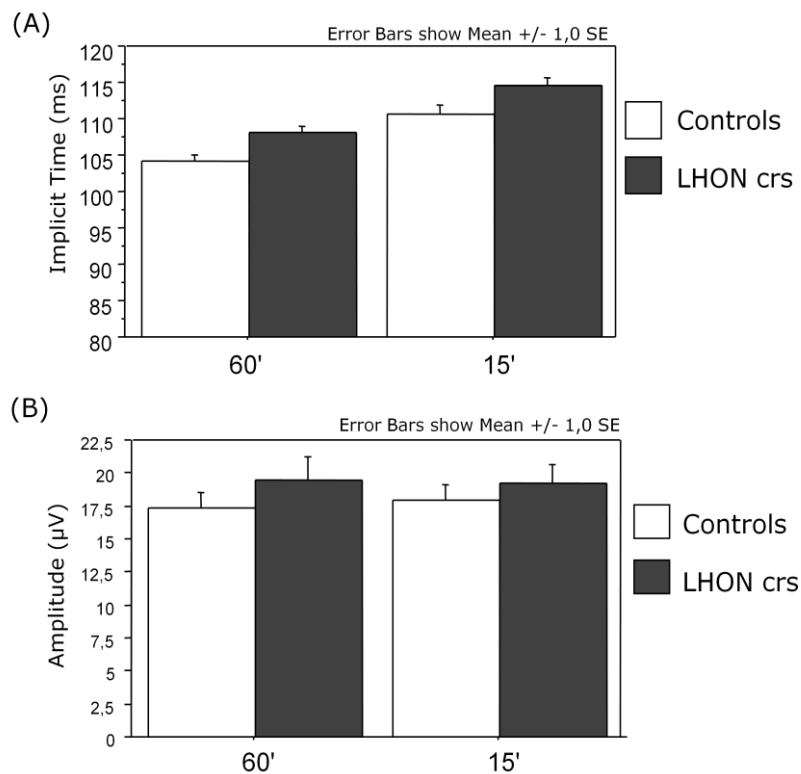 (A)
Error Bars show Mean +/- 1,0 SE
Implicit Time (ms)
120
115
110
105
100
95
90
85
80
60'
15'
Controls
LHON crs
(B)
Error Bars show Mean +/- 1,0 SE
Amplitude (µV)
22,5
20
17,5
15
12,5
10
7,5
5
2,5
0
60'
15'
Controls
LHON crs